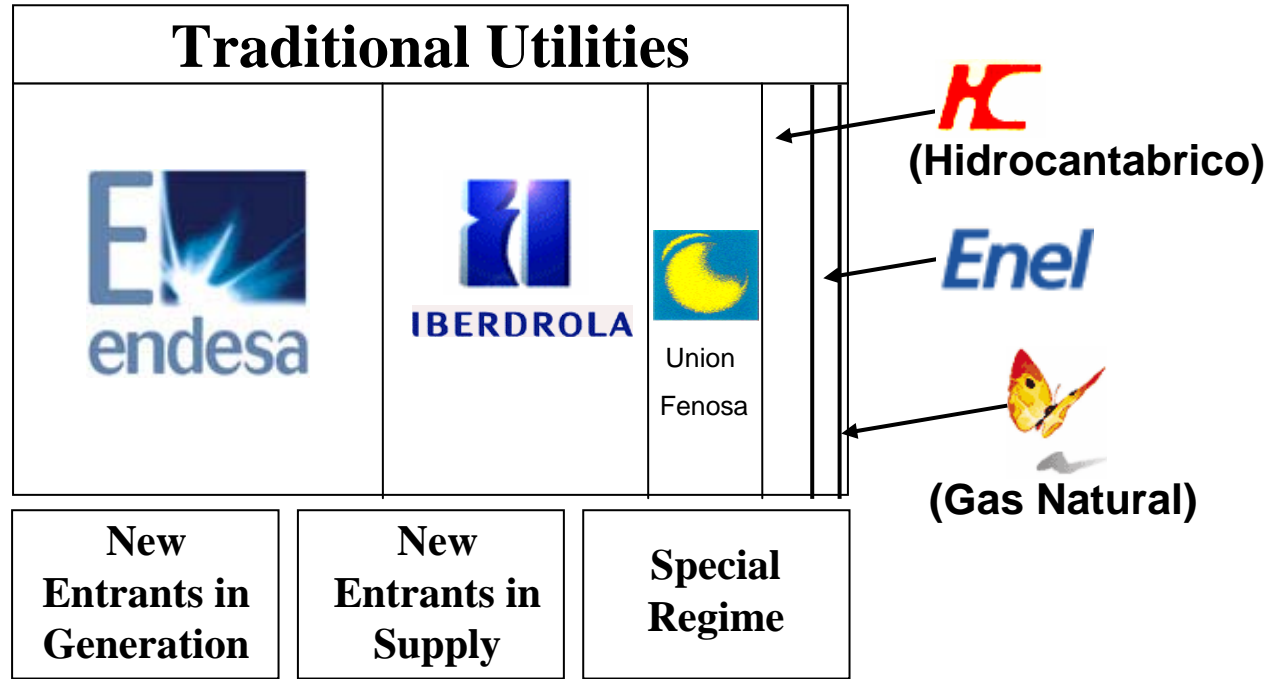 Traditional Utilities
E
endesa
IBERDROLA
Union
Fenosa
HC
(Hidrocantabrico)
Enel
(Gas Natural)
New
Entrants in
Generation
New
Entrants in
Supply
Special
Regime